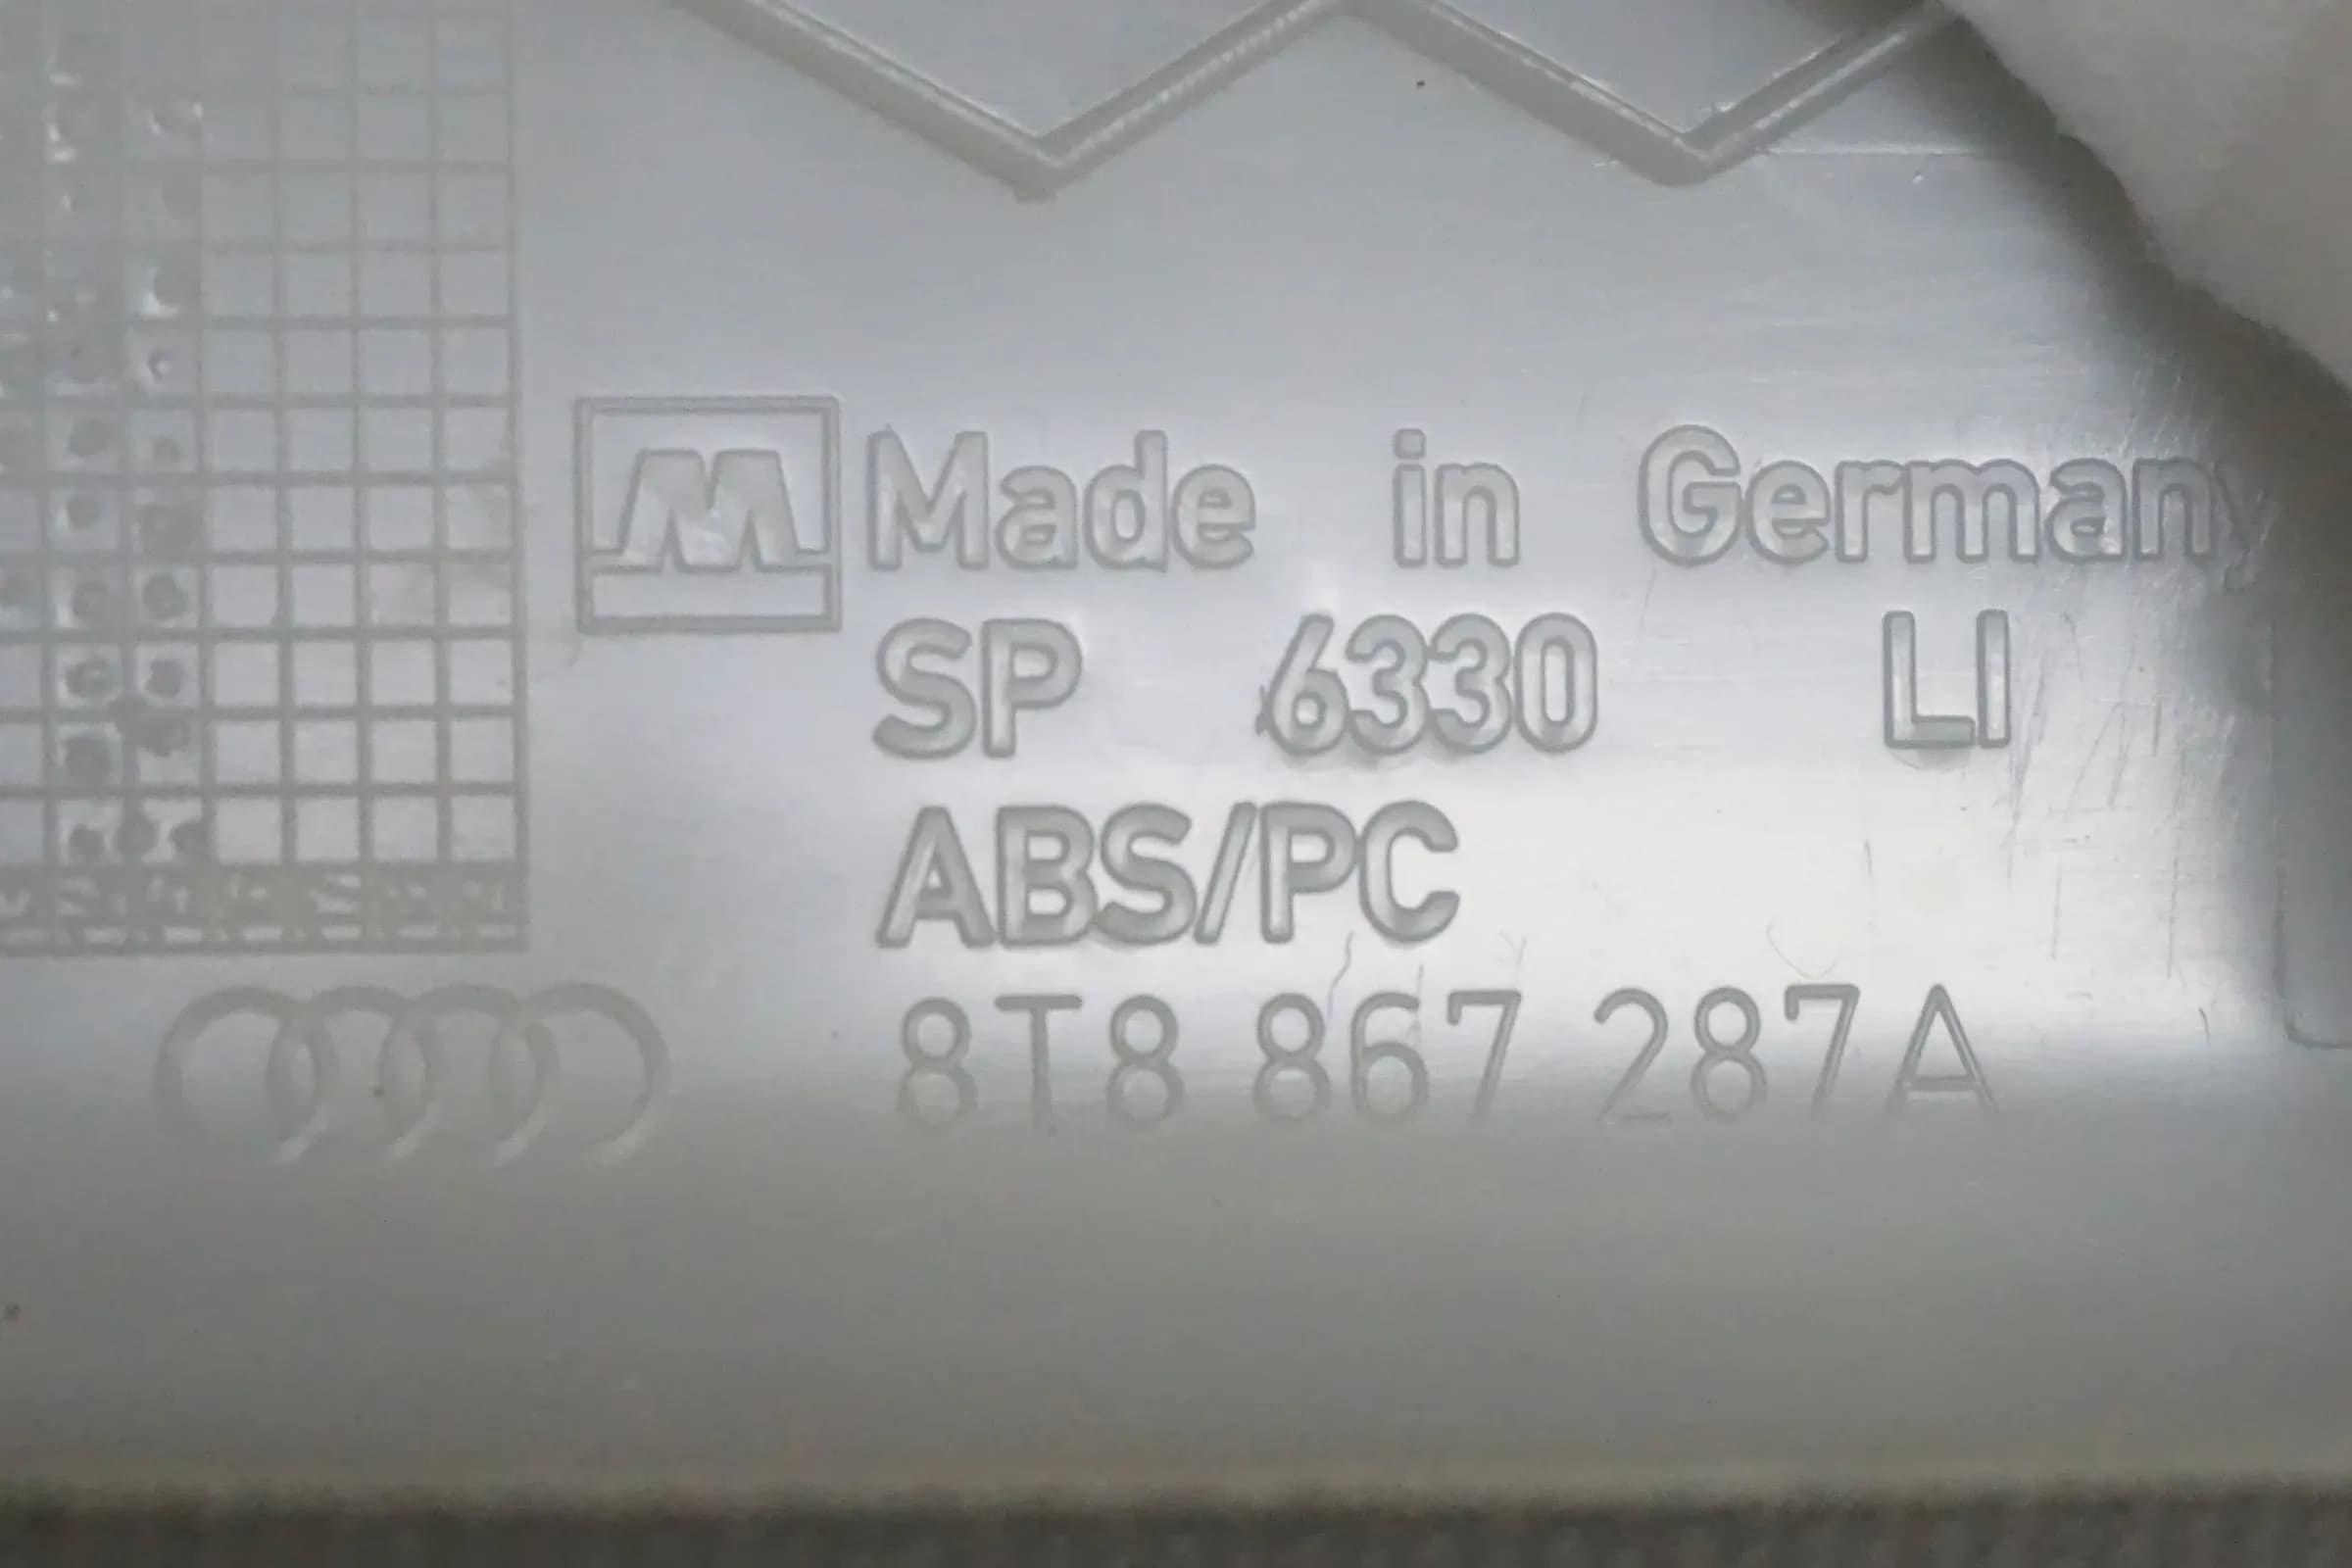 M Made in Germany
SP 6330 LI
ABS/PC
8T8 867 287A